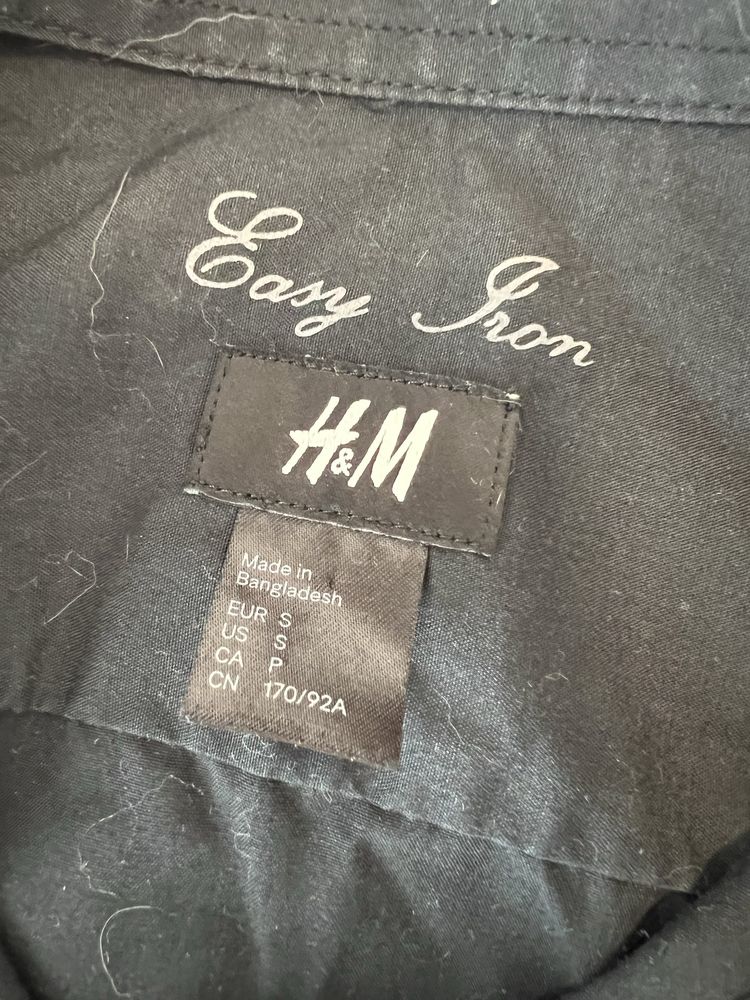 Easy Iron
H&M
Made in
Bangladesh
EUR S
US S
CA P
CN 170/92A